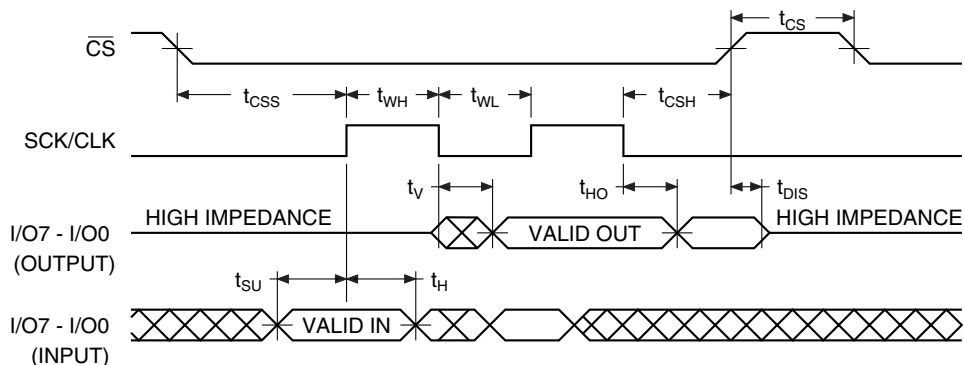 CS
tCS
tCSS
tWH
tWL
tCSH
SCK/CLK
tV
tHO
tDIS
HIGH IMPEDANCE
HIGH IMPEDANCE
I/O7 - I/O0
(OUTPUT)
VALID OUT
tSU
tH
I/O7 - I/O0
(INPUT)
VALID IN